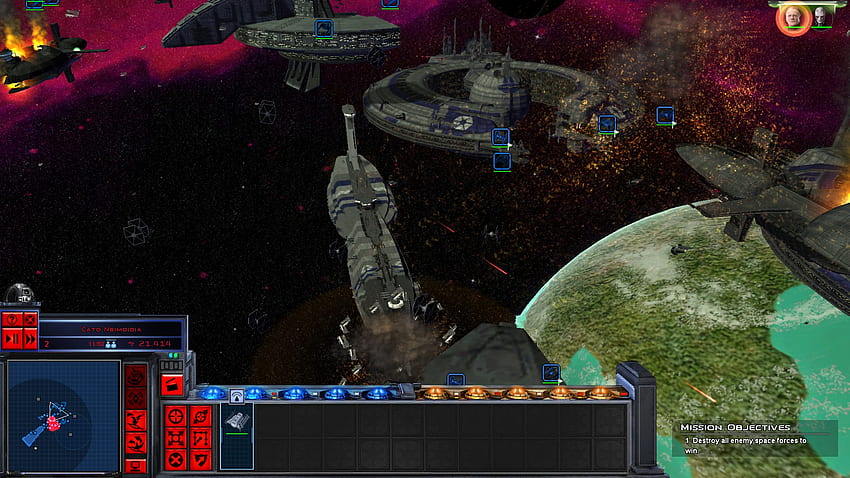 CATO NEIMOIDIA
2
21,414
MISSION OBJECTIVES
1. Destroy all enemy space forces to
win.